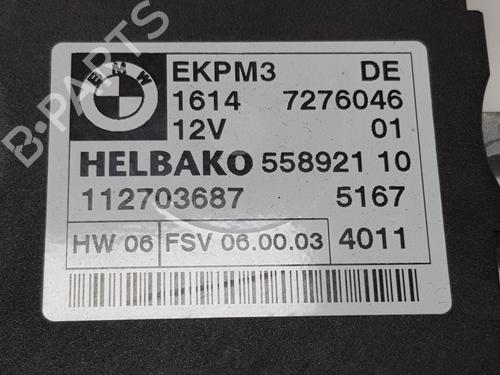 B-PARTS
BMW
EKPM3 DE
1614 7276046
12V 01
HELBAKO 558921 10
112703687 5167
HW 06 FSV 06.00.03 4011